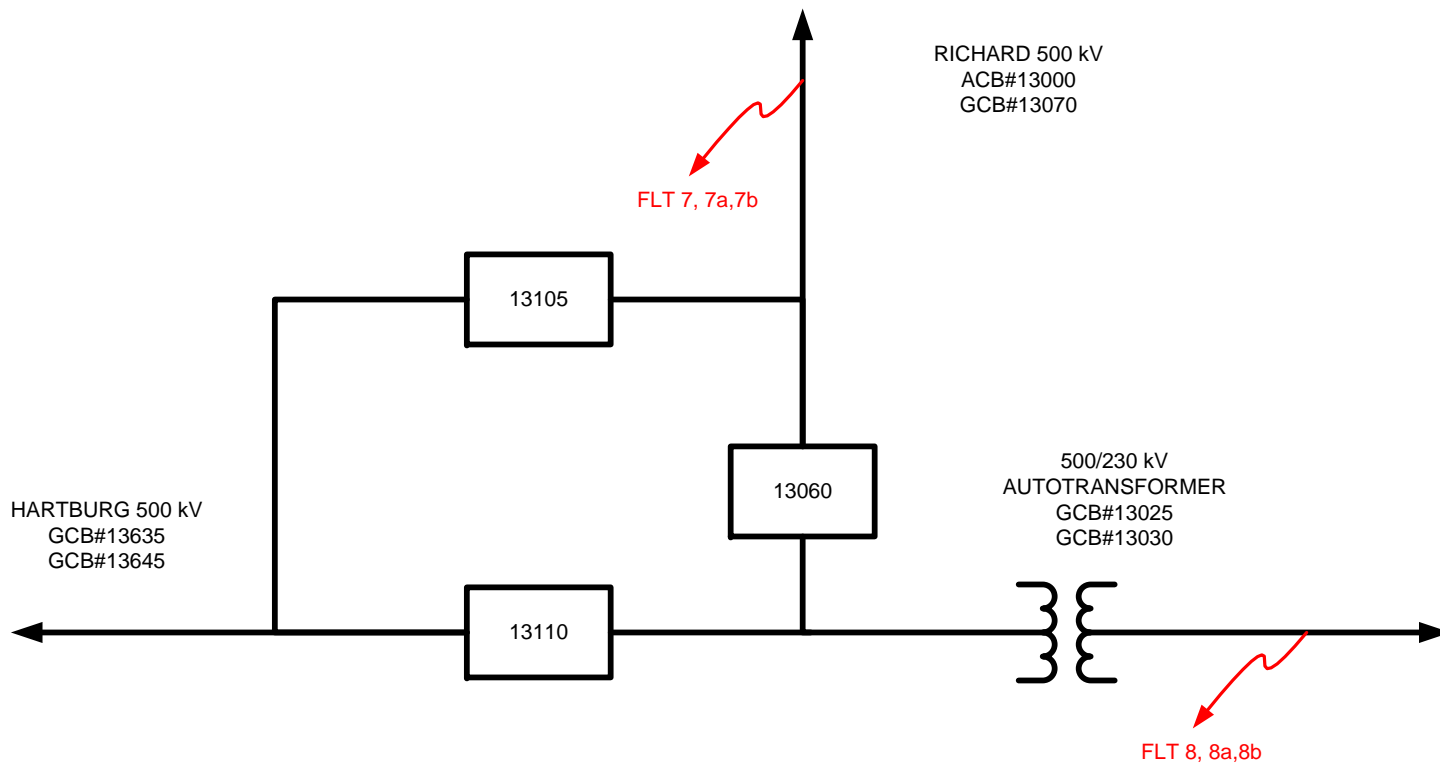 RICHARD 500 kV
ACB#13000
GCB#13070
FLT 7, 7a,7b
13105
13060
500/230 kV
AUTOTRANSFORMER
GCB#13025
GCB#13030
HARTBURG 500 kV
GCB#13635
GCB#13645
13110
FLT 8, 8a,8b